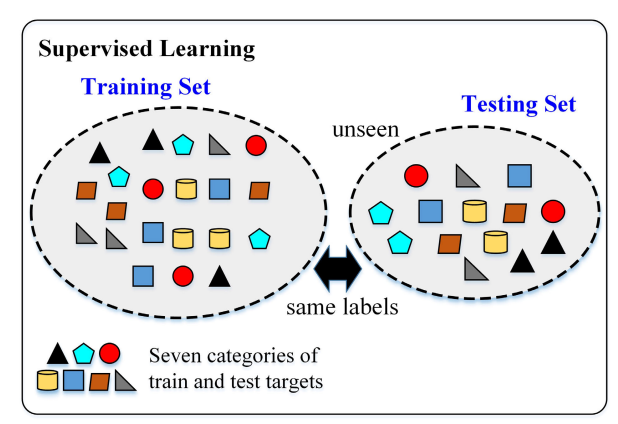 Supervised Learning
Training Set
Testing Set
unseen
same labels
Seven categories of
train and test targets